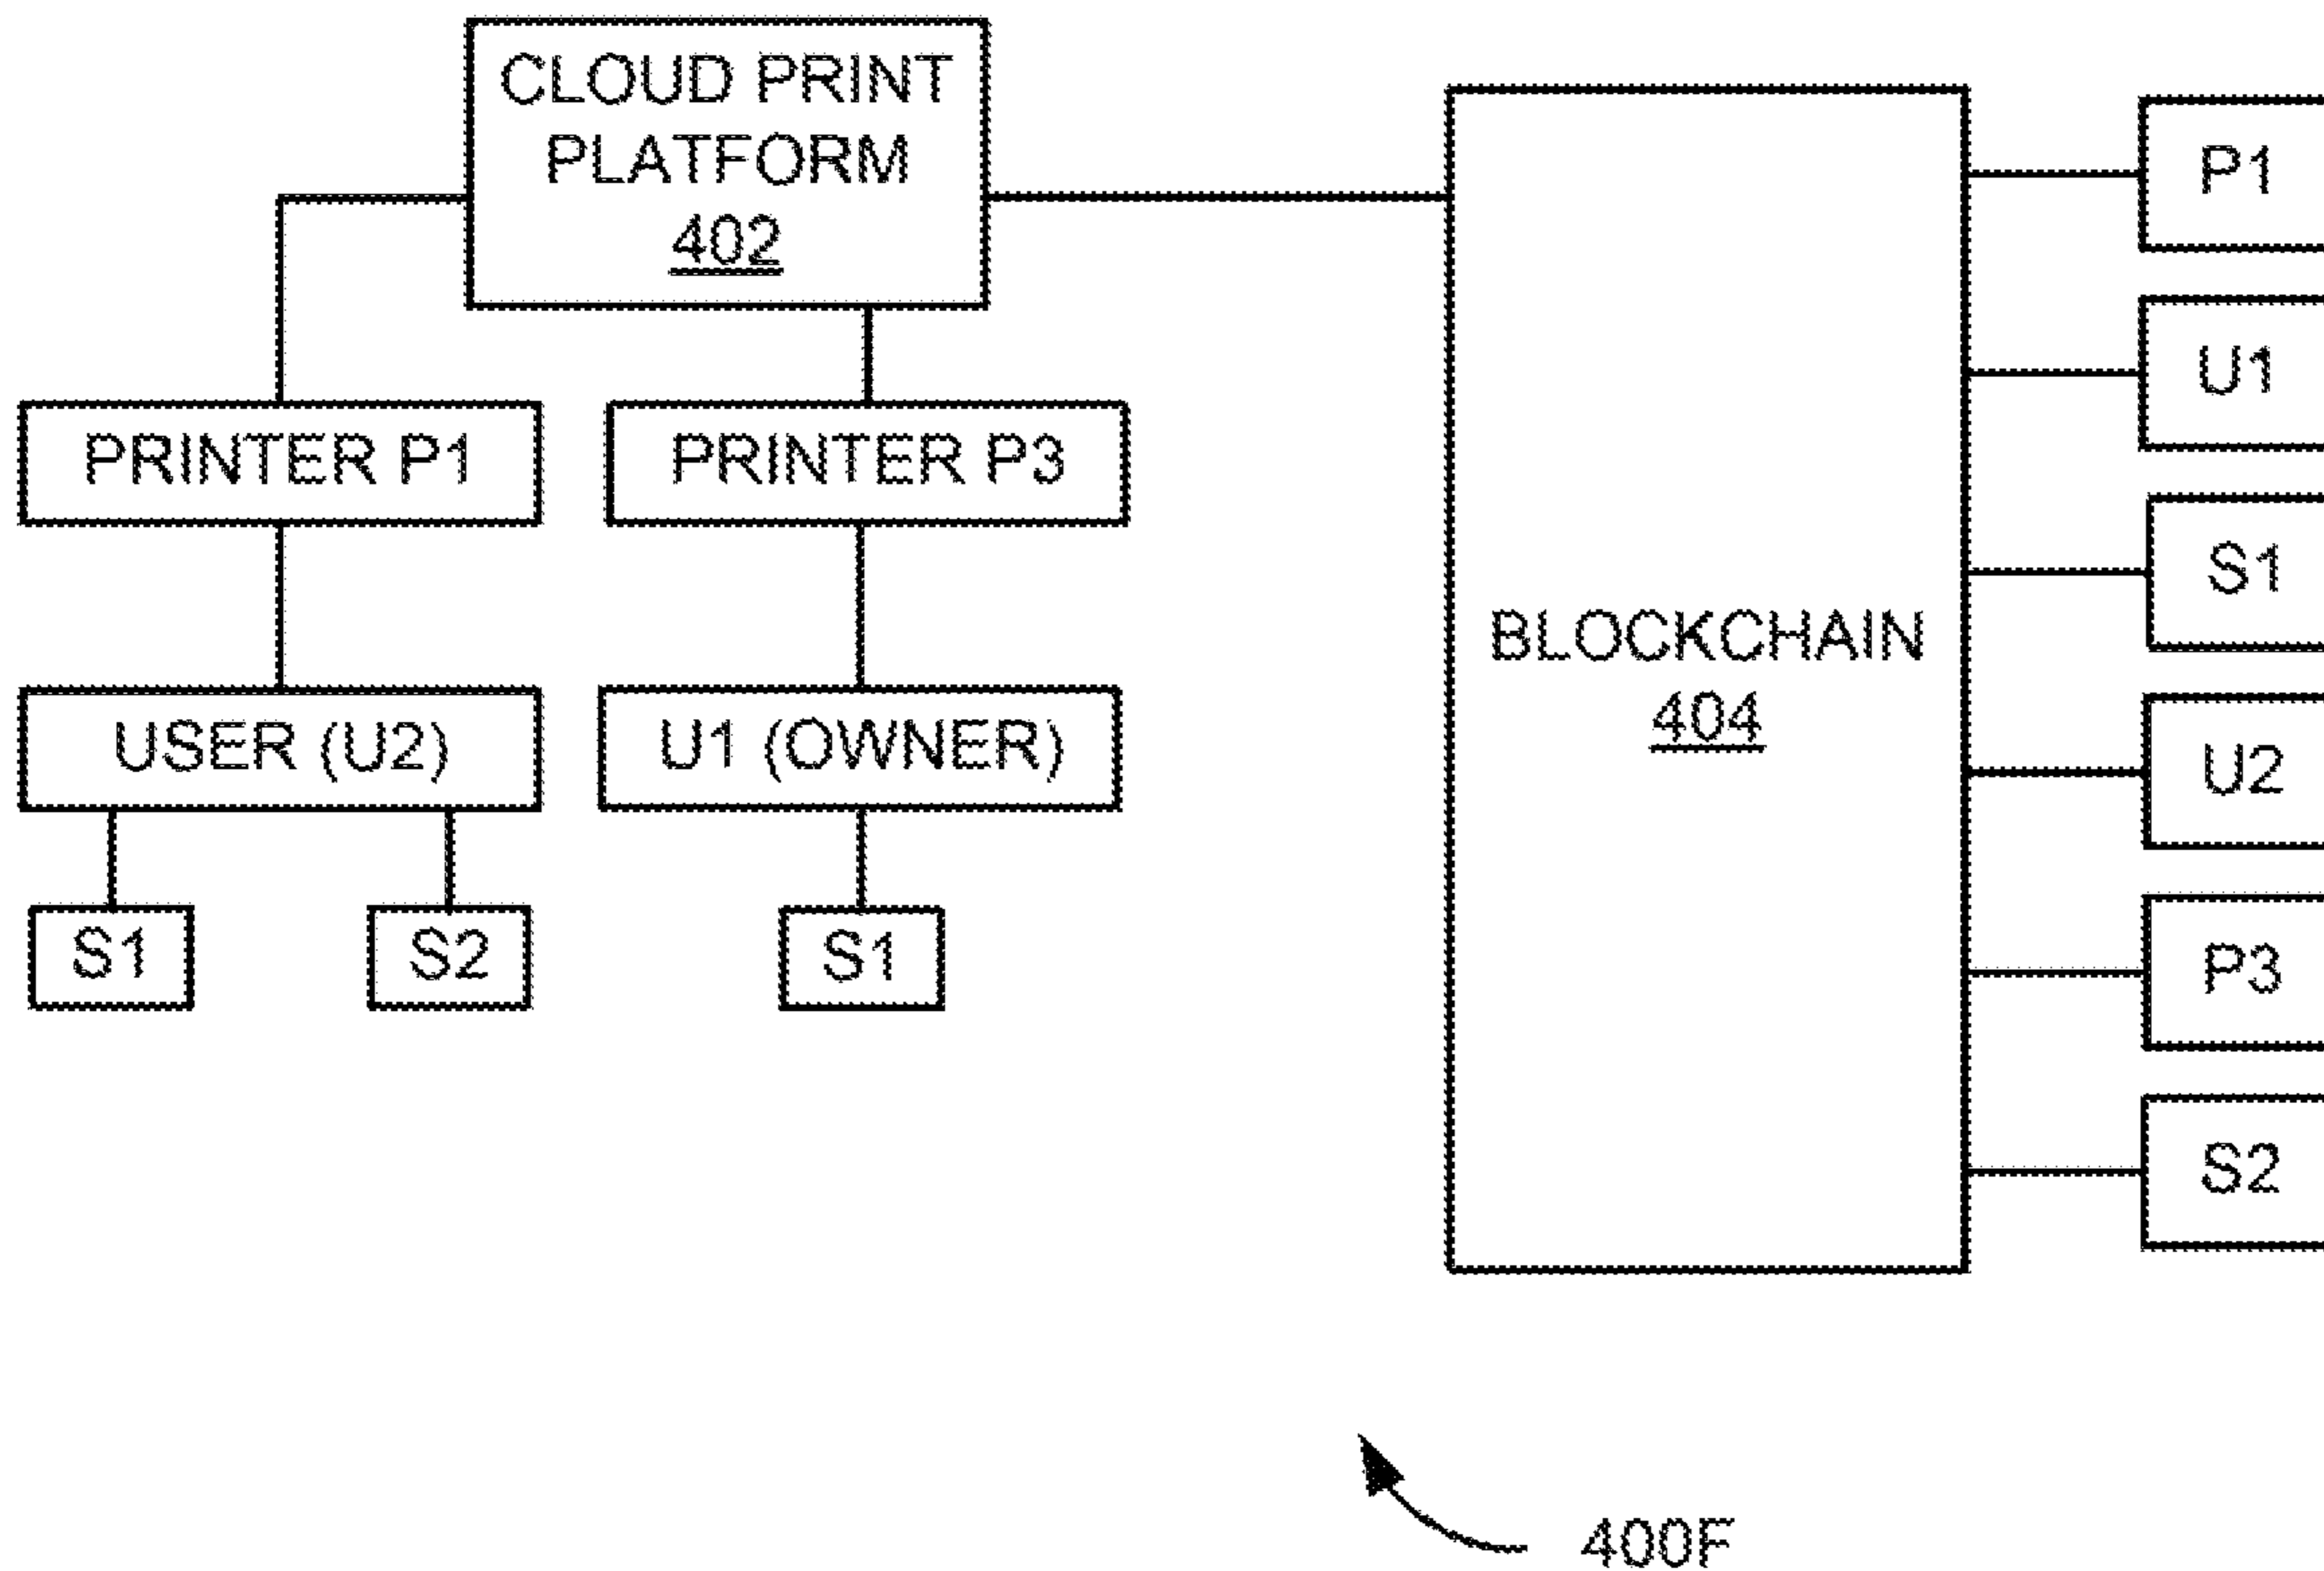 CLOUD PRINT
PLATFORM
402
PRINTER P1
PRINTER P3
USER (U2)
U1 (OWNER)
S1
S2
S1
BLOCKCHAIN
404
P1
U1
S1
U2
P3
S2
400F